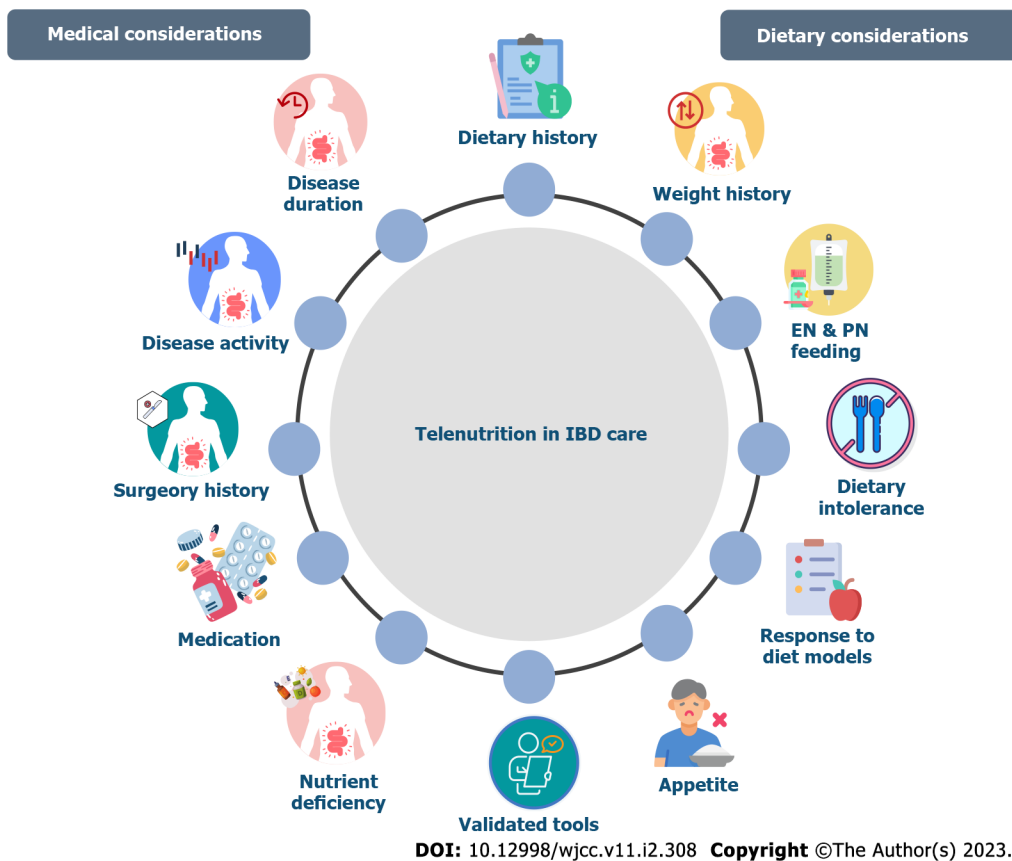 Medical considerations
Dietary considerations
Dietary history
Disease
duration
Weight history
Disease activity
EN & PN
feeding
Telenutrition in IBD care
Surgeory history
Dietary
intolerance
Medication
Response to
diet models
Nutrient
deficiency
Appetite
Validated tools
DOI: 10.12998/wjcc.v11.i2.308 Copyright ©The Author(s) 2023.